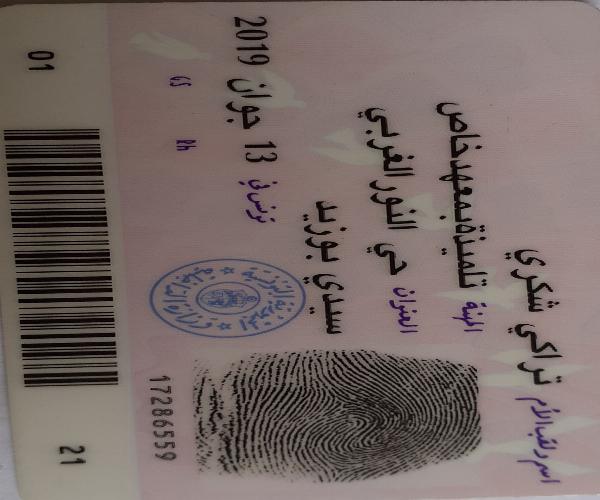 اسم ولقب الأم تراكي شكري
المهنة تلميذة بمعهد خاص
العنوان حي النور الغربي
سيدي بوزيد
تونس في 13 جوان 2019
GS Rh
17286559
01
21